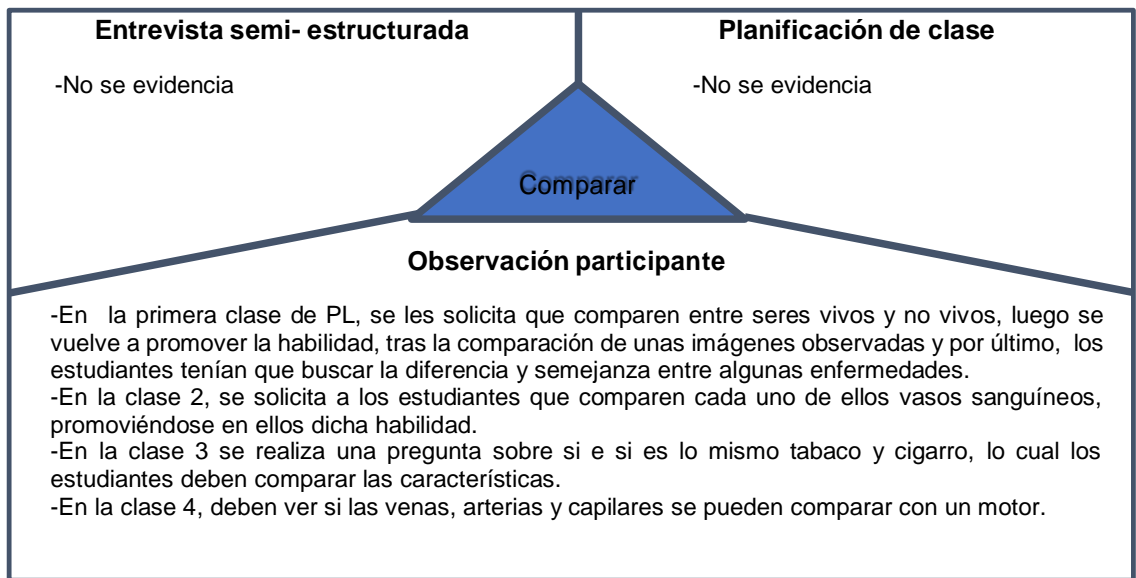 Entrevista semi- estructurada
-No se evidencia
Planificación de clase
-No se evidencia
Comparar
Observación participante
-En la primera clase de PL, se les solicita que comparen entre seres vivos y no vivos, luego se
vuelve a promover la habilidad, tras la comparación de unas imágenes observadas y por último, los
estudiantes tenían que buscar la diferencia y semejanza entre algunas enfermedades.
-En la clase 2, se solicita a los estudiantes que comparen cada uno de ellos vasos sanguíneos,
promoviéndose en ellos dicha habilidad.
-En la clase 3 se realiza una pregunta sobre si e si es lo mismo tabaco y cigarro, lo cual los
estudiantes deben comparar las características.
-En la clase 4, deben ver si las venas, arterias y capilares se pueden comparar con un motor.